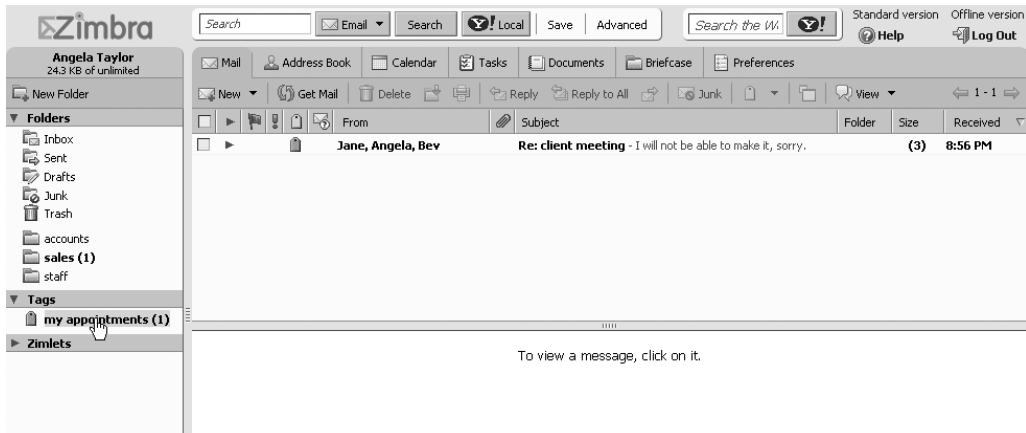 Zimbra
Search Email Search Y! Local Save Advanced Search the W Y! Standard version Offline version
Help Log Out
Angela Taylor
24.3 KB of unlimited
Mail Address Book Calendar Tasks Documents Briefcase Preferences
New Folder New Get Mail Delete Reply Reply to All Junk View 1 - 1
Folders
From Subject Folder Size Received
Inbox
Jane, Angela, Bev Re: client meeting - I will not be able to make it, sorry. (3) 8:56 PM
Sent
Drafts
Junk
Trash
accounts
sales (1)
staff
Tags
my appointments (1)
Zimlets
To view a message, click on it.